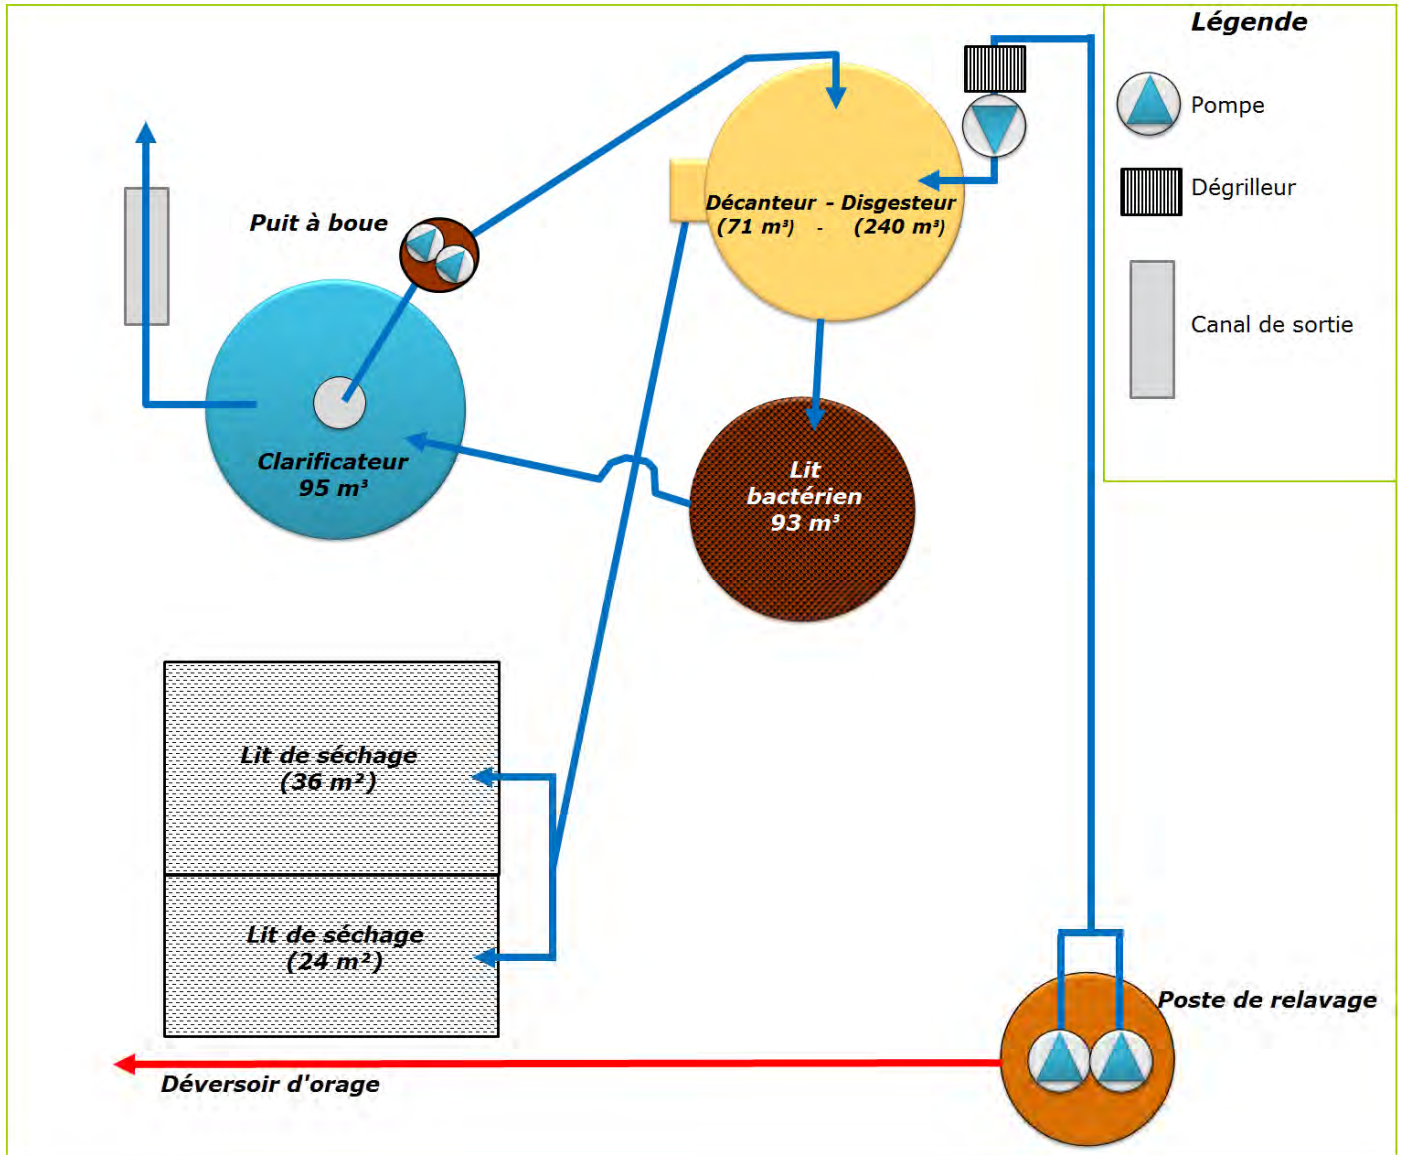 Légende
Pompe
Dégrilleur
Canal de sortie
Puit à boue
Décanteur - Disgesteur
(71 m³) - (240 m³)
Clarificateur
95 m³
Lit
bactérien
93 m³
Lit de séchage
(36 m²)
Lit de séchage
(24 m²)
Poste de relavage
Déversoir d'orage